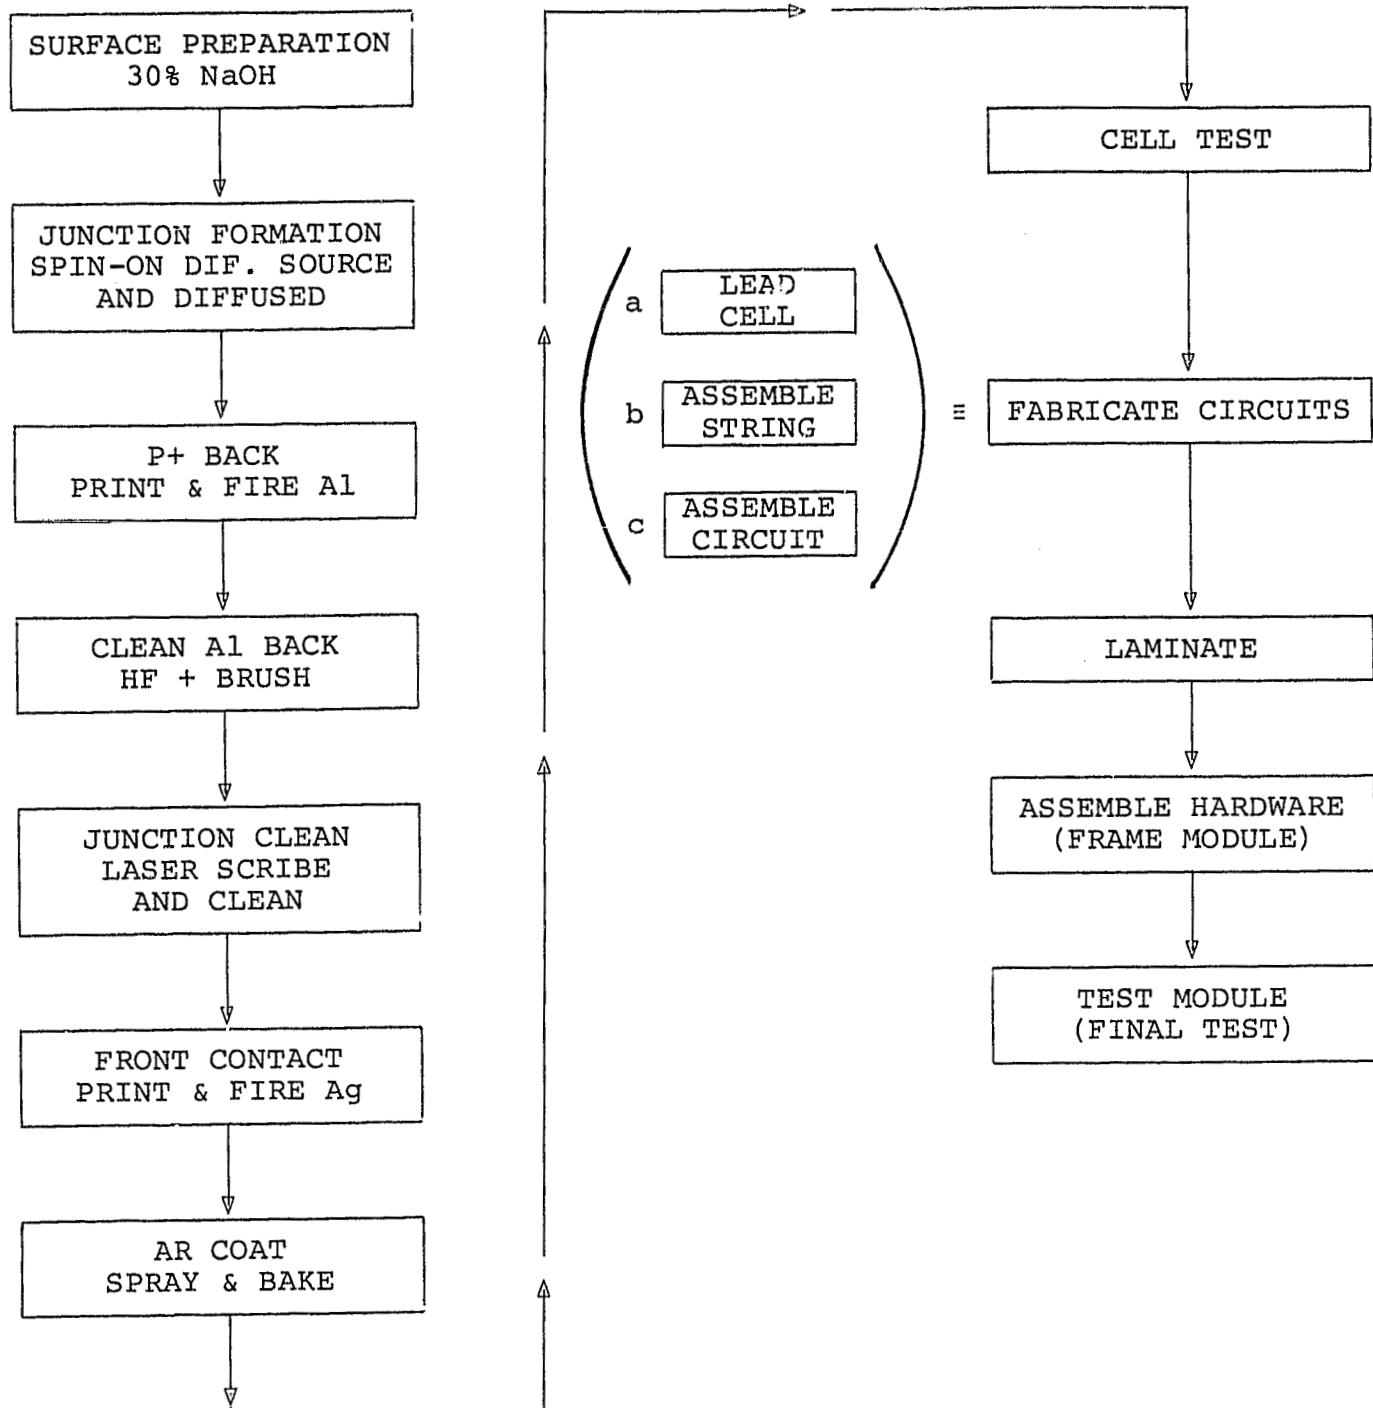 SURFACE PREPARATION
30% NaOH
JUNCTION FORMATION
SPIN-ON DIF. SOURCE
AND DIFFUSED
P+ BACK
PRINT & FIRE Al
CLEAN Al BACK
HF + BRUSH
JUNCTION CLEAN
LASER SCRIBE
AND CLEAN
FRONT CONTACT
PRINT & FIRE Ag
AR COAT
SPRAY & BAKE
a
LEAD
CELL
b
ASSEMBLE
STRING
c
ASSEMBLE
CIRCUIT
≡
CELL TEST
FABRICATE CIRCUITS
LAMINATE
ASSEMBLE HARDWARE
(FRAME MODULE)
TEST MODULE
(FINAL TEST)